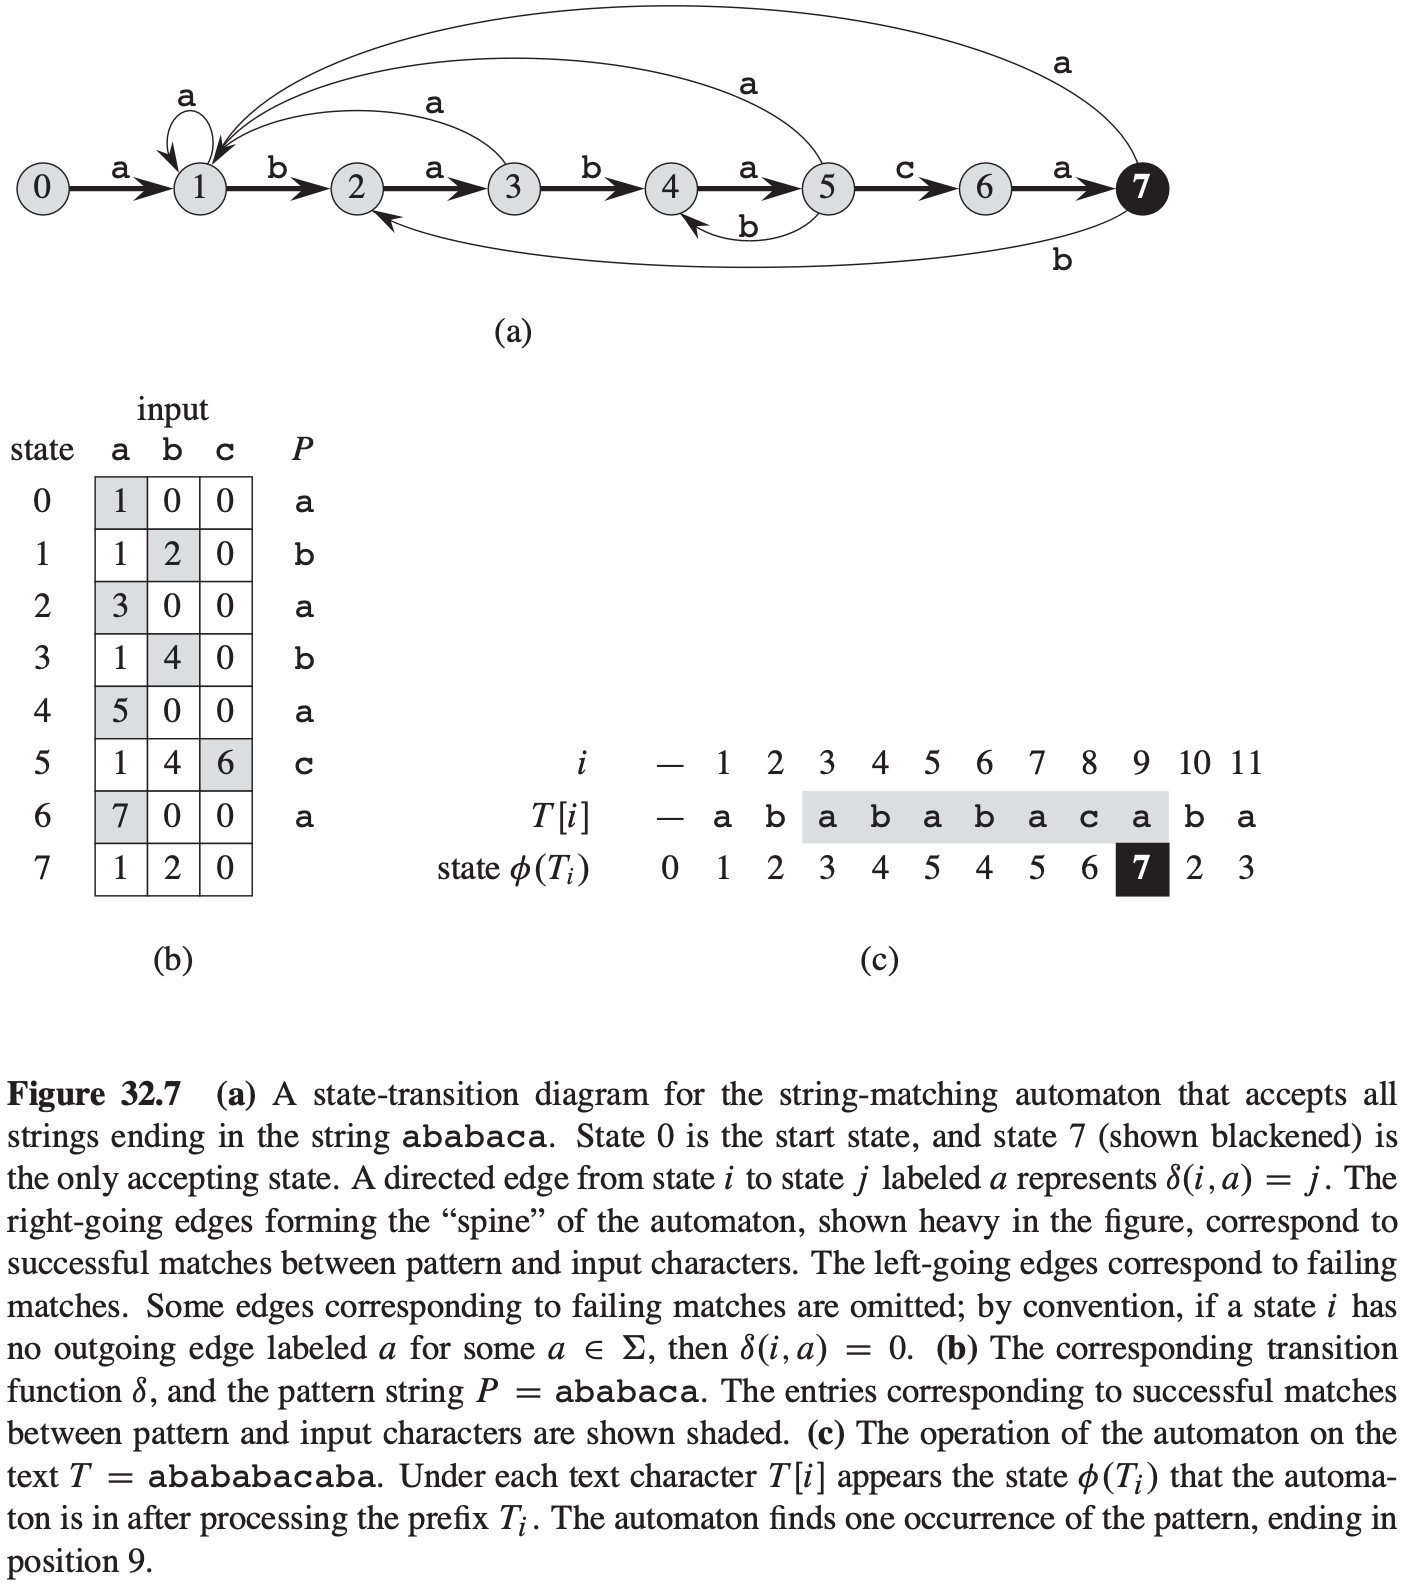 a
a
a
a
a
0 a 1 b 2 a 3 b 4 a 5 c 6 a 7
b
b
(a)
input
state a b c P
0 1 0 0 a
1 1 2 0 b
2 3 0 0 a
3 1 4 0 b
4 5 0 0 a
5 1 4 6 c
6 7 0 0 a
7 1 2 0
(b)
i — 1 2 3 4 5 6 7 8 9 10 11
T[i] — a b a b a b a c a b a
state ϕ(Tᵢ) 0 1 2 3 4 5 4 5 6 7 2 3
(c)
Figure 32.7 (a) A state-transition diagram for the string-matching automaton that accepts all
strings ending in the string ababaca. State 0 is the start state, and state 7 (shown blackened) is
the only accepting state. A directed edge from state i to state j labeled a represents δ(i, a) = j. The
right-going edges forming the “spine” of the automaton, shown heavy in the figure, correspond to
successful matches between pattern and input characters. The left-going edges correspond to failing
matches. Some edges corresponding to failing matches are omitted; by convention, if a state i has
no outgoing edge labeled a for some a ∈ Σ, then δ(i, a) = 0. (b) The corresponding transition
function δ, and the pattern string P = ababaca. The entries corresponding to successful matches
between pattern and input characters are shown shaded. (c) The operation of the automaton on the
text T = abababacaba. Under each text character T[i] appears the state ϕ(Tᵢ) that the automa-
ton is in after processing the prefix Tᵢ. The automaton finds one occurrence of the pattern, ending in
position 9.